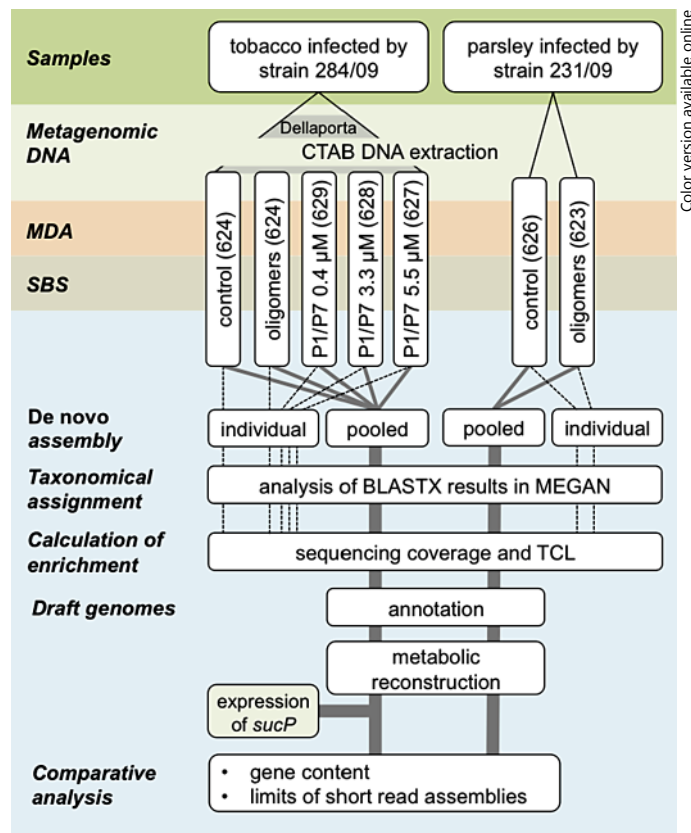 Color version available online
Samples
tobacco infected by
strain 284/09
parsley infected by
strain 231/09
Metagenomic
DNA
Dellaporta
CTAB DNA extraction
MDA
SBS
control (624)
oligomers (624)
P1/P7 0.4 µM (629)
P1/P7 3.3 µM (628)
P1/P7 5.5 µM (627)
control (626)
oligomers (623)
De novo
assembly
individual
pooled
pooled
individual
Taxonomical
assignment
analysis of BLASTX results in MEGAN
Calculation of
enrichment
sequencing coverage and TCL
Draft genomes
annotation
metabolic
reconstruction
expression
of sucP
Comparative
analysis
• gene content
• limits of short read assemblies